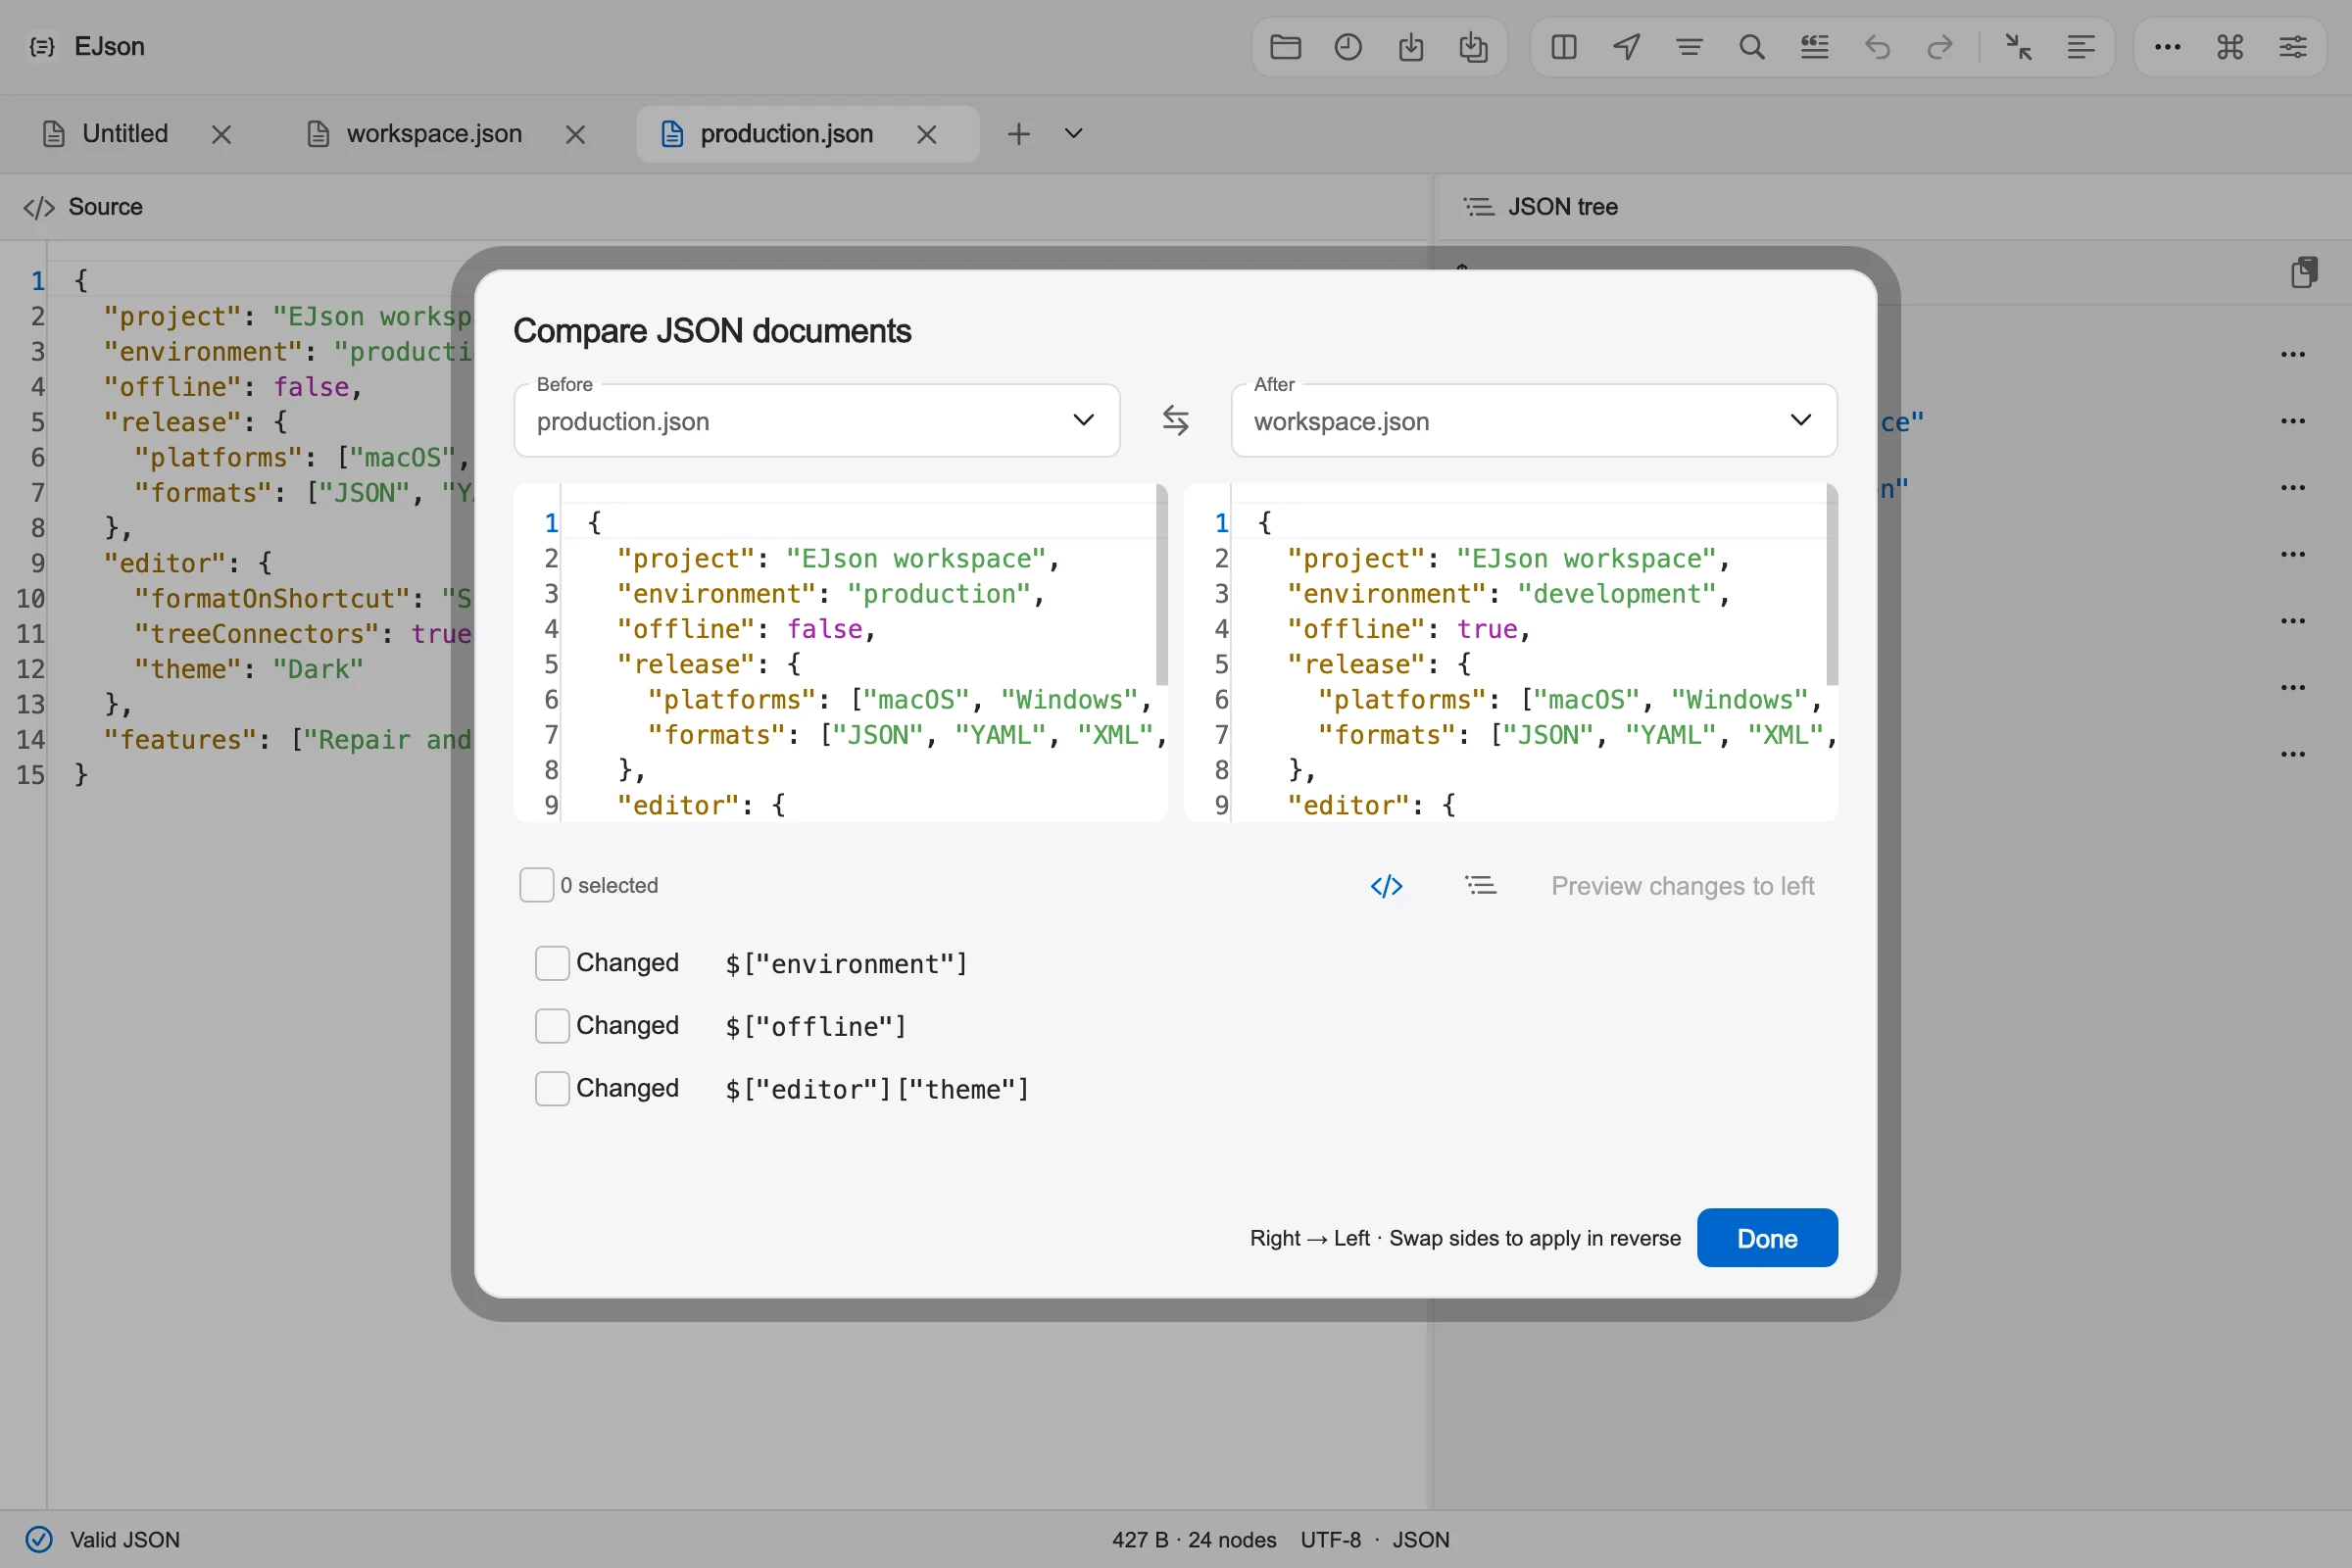 EJson
Untitled
workspace.json
production.json
Source
JSON tree
1 {
2 "project": "EJson worksp
3 "environment": "producti
4 "offline": false,
5 "release": {
6 "platforms": ["macOS",
7 "formats": ["JSON", "Y
8 },
9 "editor": {
10 "formatOnShortcut": "S
11 "treeConnectors": true
12 "theme": "Dark"
13 },
14 "features": ["Repair and
15 }
ce"
n"
Compare JSON documents
Before
production.json
After
workspace.json
1 {
2 "project": "EJson workspace",
3 "environment": "production",
4 "offline": false,
5 "release": {
6 "platforms": ["macOS", "Windows",
7 "formats": ["JSON", "YAML", "XML",
8 },
9 "editor": {
1 {
2 "project": "EJson workspace",
3 "environment": "development",
4 "offline": true,
5 "release": {
6 "platforms": ["macOS", "Windows",
7 "formats": ["JSON", "YAML", "XML",
8 },
9 "editor": {
0 selected
Preview changes to left
Changed $["environment"]
Changed $["offline"]
Changed $["editor"]["theme"]
Right → Left · Swap sides to apply in reverse
Done
Valid JSON
427 B · 24 nodes UTF-8 · JSON